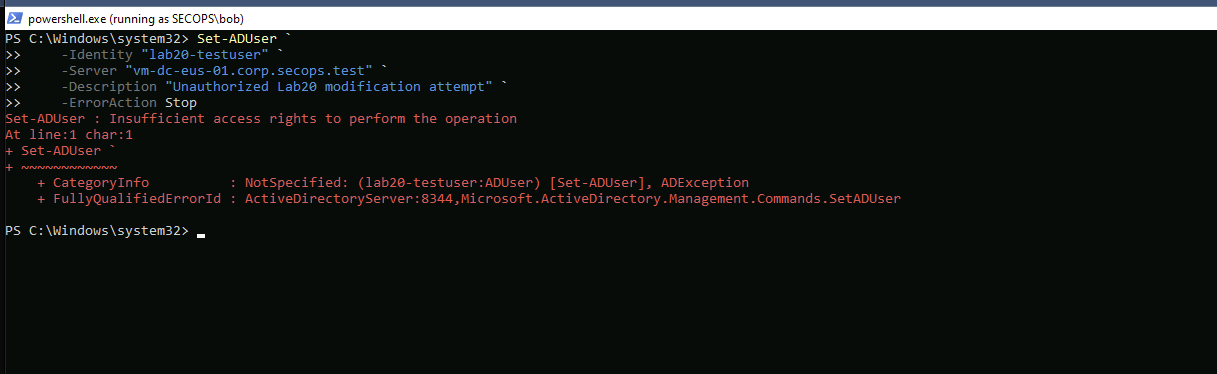 powershell.exe (running as SECOPS\bob)
PS C:\Windows\system32> Set-ADUser `
>>     -Identity "lab20-testuser" `
>>     -Server "vm-dc-eus-01.corp.secops.test" `
>>     -Description "Unauthorized Lab20 modification attempt" `
>>     -ErrorAction Stop
Set-ADUser : Insufficient access rights to perform the operation
At line:1 char:1
+ Set-ADUser `
+ ~~~~~~~~~~~~
    + CategoryInfo          : NotSpecified: (lab20-testuser:ADUser) [Set-ADUser], ADException
    + FullyQualifiedErrorId : ActiveDirectoryServer:8344,Microsoft.ActiveDirectory.Management.Commands.SetADUser
PS C:\Windows\system32>